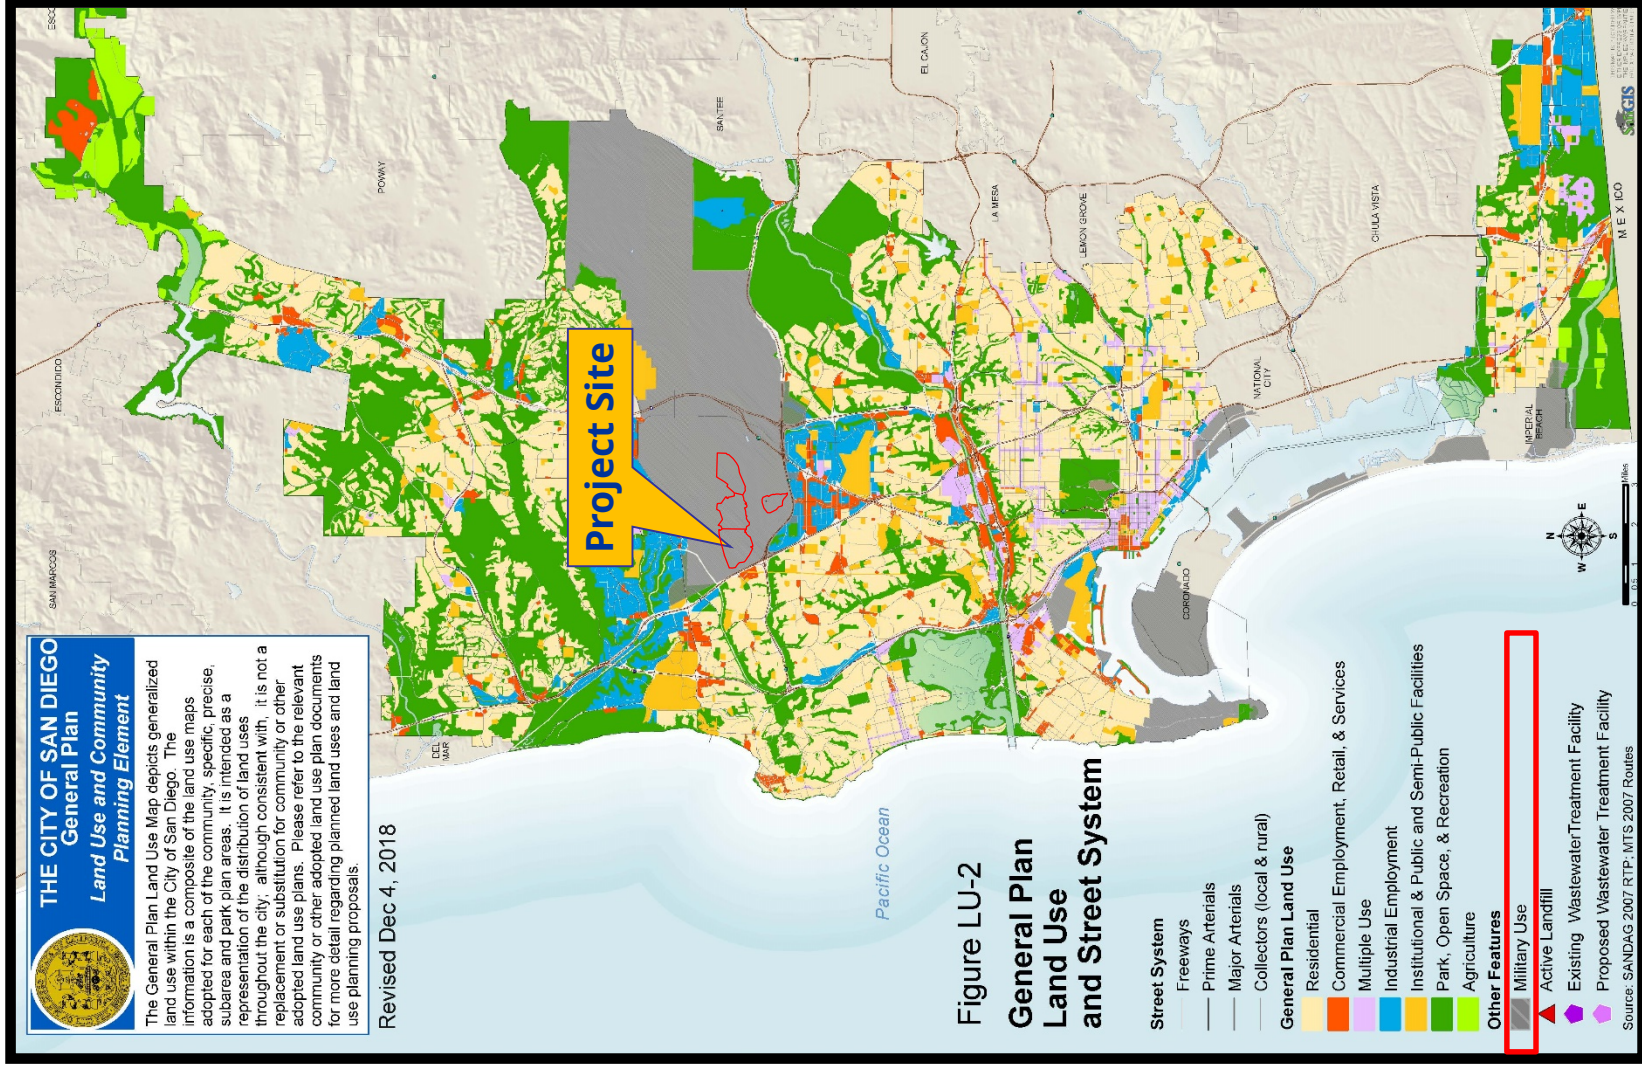 THE CITY OF SAN DIEGO
General Plan
Land Use and Community
Planning Element
The General Plan Land Use Map depicts generalized
land use within the City of San Diego. The
information is a composite of the land use maps
adopted for each of the community, specific, precise,
subarea and park plan areas. It is intended as a
representation of the distribution of land uses
throughout the city; although consistent with, it is not a
replacement or substitution for community or other
adopted land use plans. Please refer to the relevant
community or other adopted land use plan documents
for more detail regarding planned land uses and land
use planning proposals.
Revised Dec 4, 2018
SAN MARCOS
ESCONDIDO
POWAY
DEL
MAR
Project Site
SANTEE
EL CAJON
LA MESA
LEMON GROVE
CHULA VISTA
NATIONAL
CITY
CORONADO
IMPERIAL
BEACH
MEXICO
Pacific Ocean
Figure LU-2
General Plan
Land Use
and Street System
Street System
Freeways
Prime Arterials
Major Arterials
Collectors (local & rural)
General Plan Land Use
Residential
Commercial Employment, Retail, & Services
Multiple Use
Industrial Employment
Institutional & Public and Semi-Public Facilities
Park, Open Space, & Recreation
Agriculture
Other Features
Military Use
Active Landfill
Existing WastewaterTreatment Facility
Proposed Wastewater Treatment Facility
Source: SANDAG 2007 RTP; MTS 2007 Routes
N
W
E
S
0 0.5 1 2 3
Miles
SanGIS